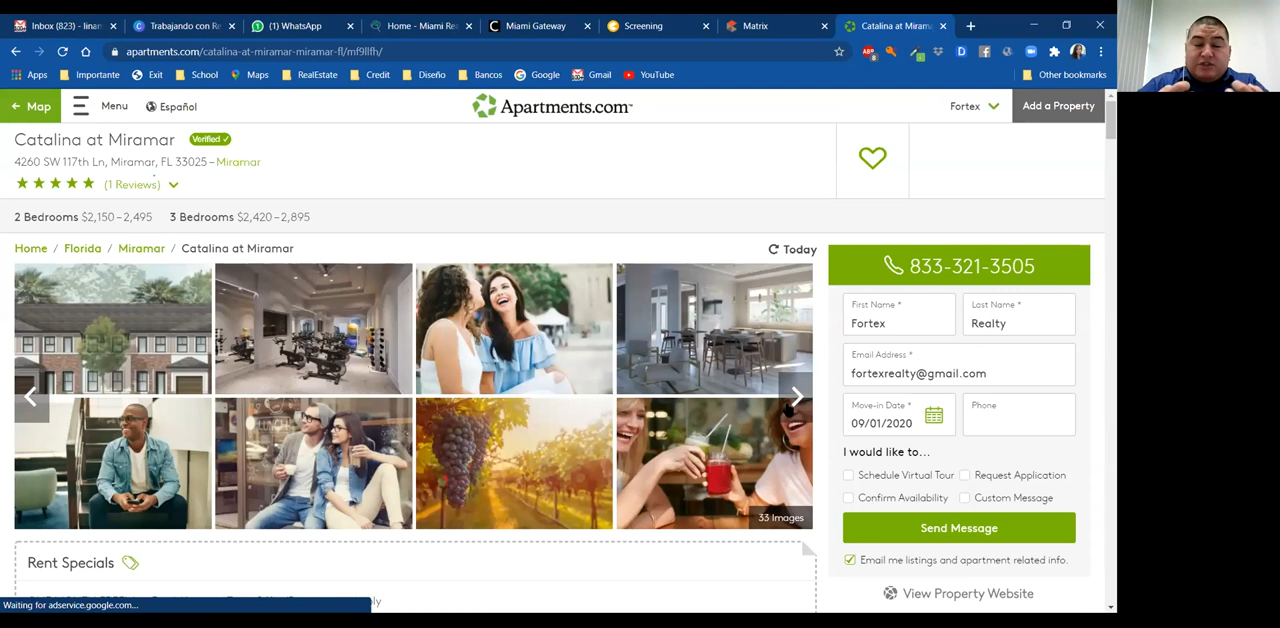 Inbox (823) - linan
Trabajando con Re
WhatsApp
Home - Miami Rea
Miami Gateway
Screening
Matrix
Catalina at Miramar
apartments.com/catalina-at-miramar-miramar-fl/mf9llfh/
Apps
Importante
Exit
School
Maps
RealEstate
Credit
Diseño
Bancos
Google
Gmail
YouTube
Other bookmarks
Map
Menu
Español
Apartments.com
Fortex
Add a Property
Catalina at Miramar Verified
4260 SW 117th Ln, Miramar, FL 33025 – Miramar
(1 Reviews)
2 Bedrooms $2,150 – 2,495 3 Bedrooms $2,420 – 2,895
Home / Florida / Miramar / Catalina at Miramar
Today
833-321-3505
First Name *
Fortex
Last Name *
Realty
Email Address *
fortexrealty@gmail.com
Move-in Date *
09/01/2020
Phone
I would like to...
Schedule Virtual Tour
Request Application
Confirm Availability
Custom Message
Send Message
Email me listings and apartment related info.
View Property Website
33 Images
Rent Specials
Waiting for adservice.google.com...